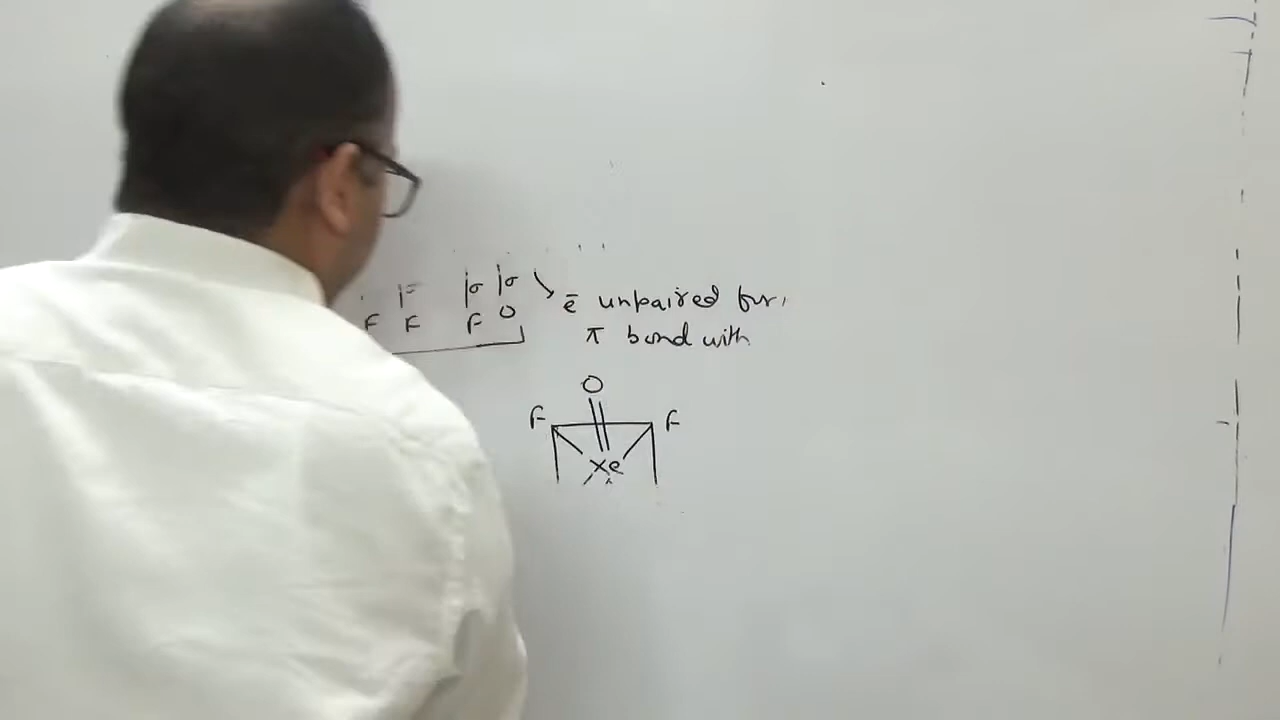 σ σ
F F F O
ē unpaired for
π bond with
O
F F
Xe